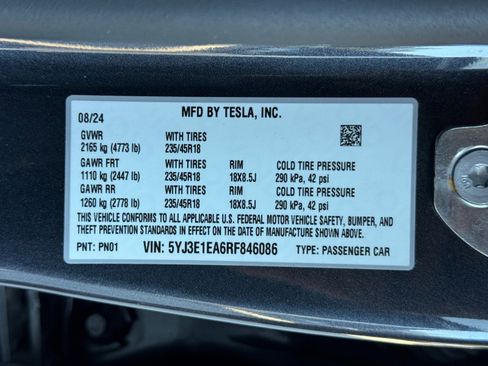 MFD BY TESLA, INC.
08/24
GVWR WITH TIRES
2165 kg (4773 lb) 235/45R18
GAWR FRT WITH TIRES RIM COLD TIRE PRESSURE
1110 kg (2447 lb) 235/45R18 18X8.5J 290 kPa, 42 psi
GAWR RR WITH TIRES RIM COLD TIRE PRESSURE
1260 kg (2778 lb) 235/45R18 18X8.5J 290 kPa, 42 psi
THIS VEHICLE CONFORMS TO ALL APPLICABLE U.S. FEDERAL MOTOR VEHICLE SAFETY, BUMPER, AND
THEFT PREVENTION STANDARDS IN EFFECT ON DATE OF MANUFACTURE SHOWN ABOVE.
PNT: PN01 VIN: 5YJ3E1EA6RF846086 TYPE: PASSENGER CAR